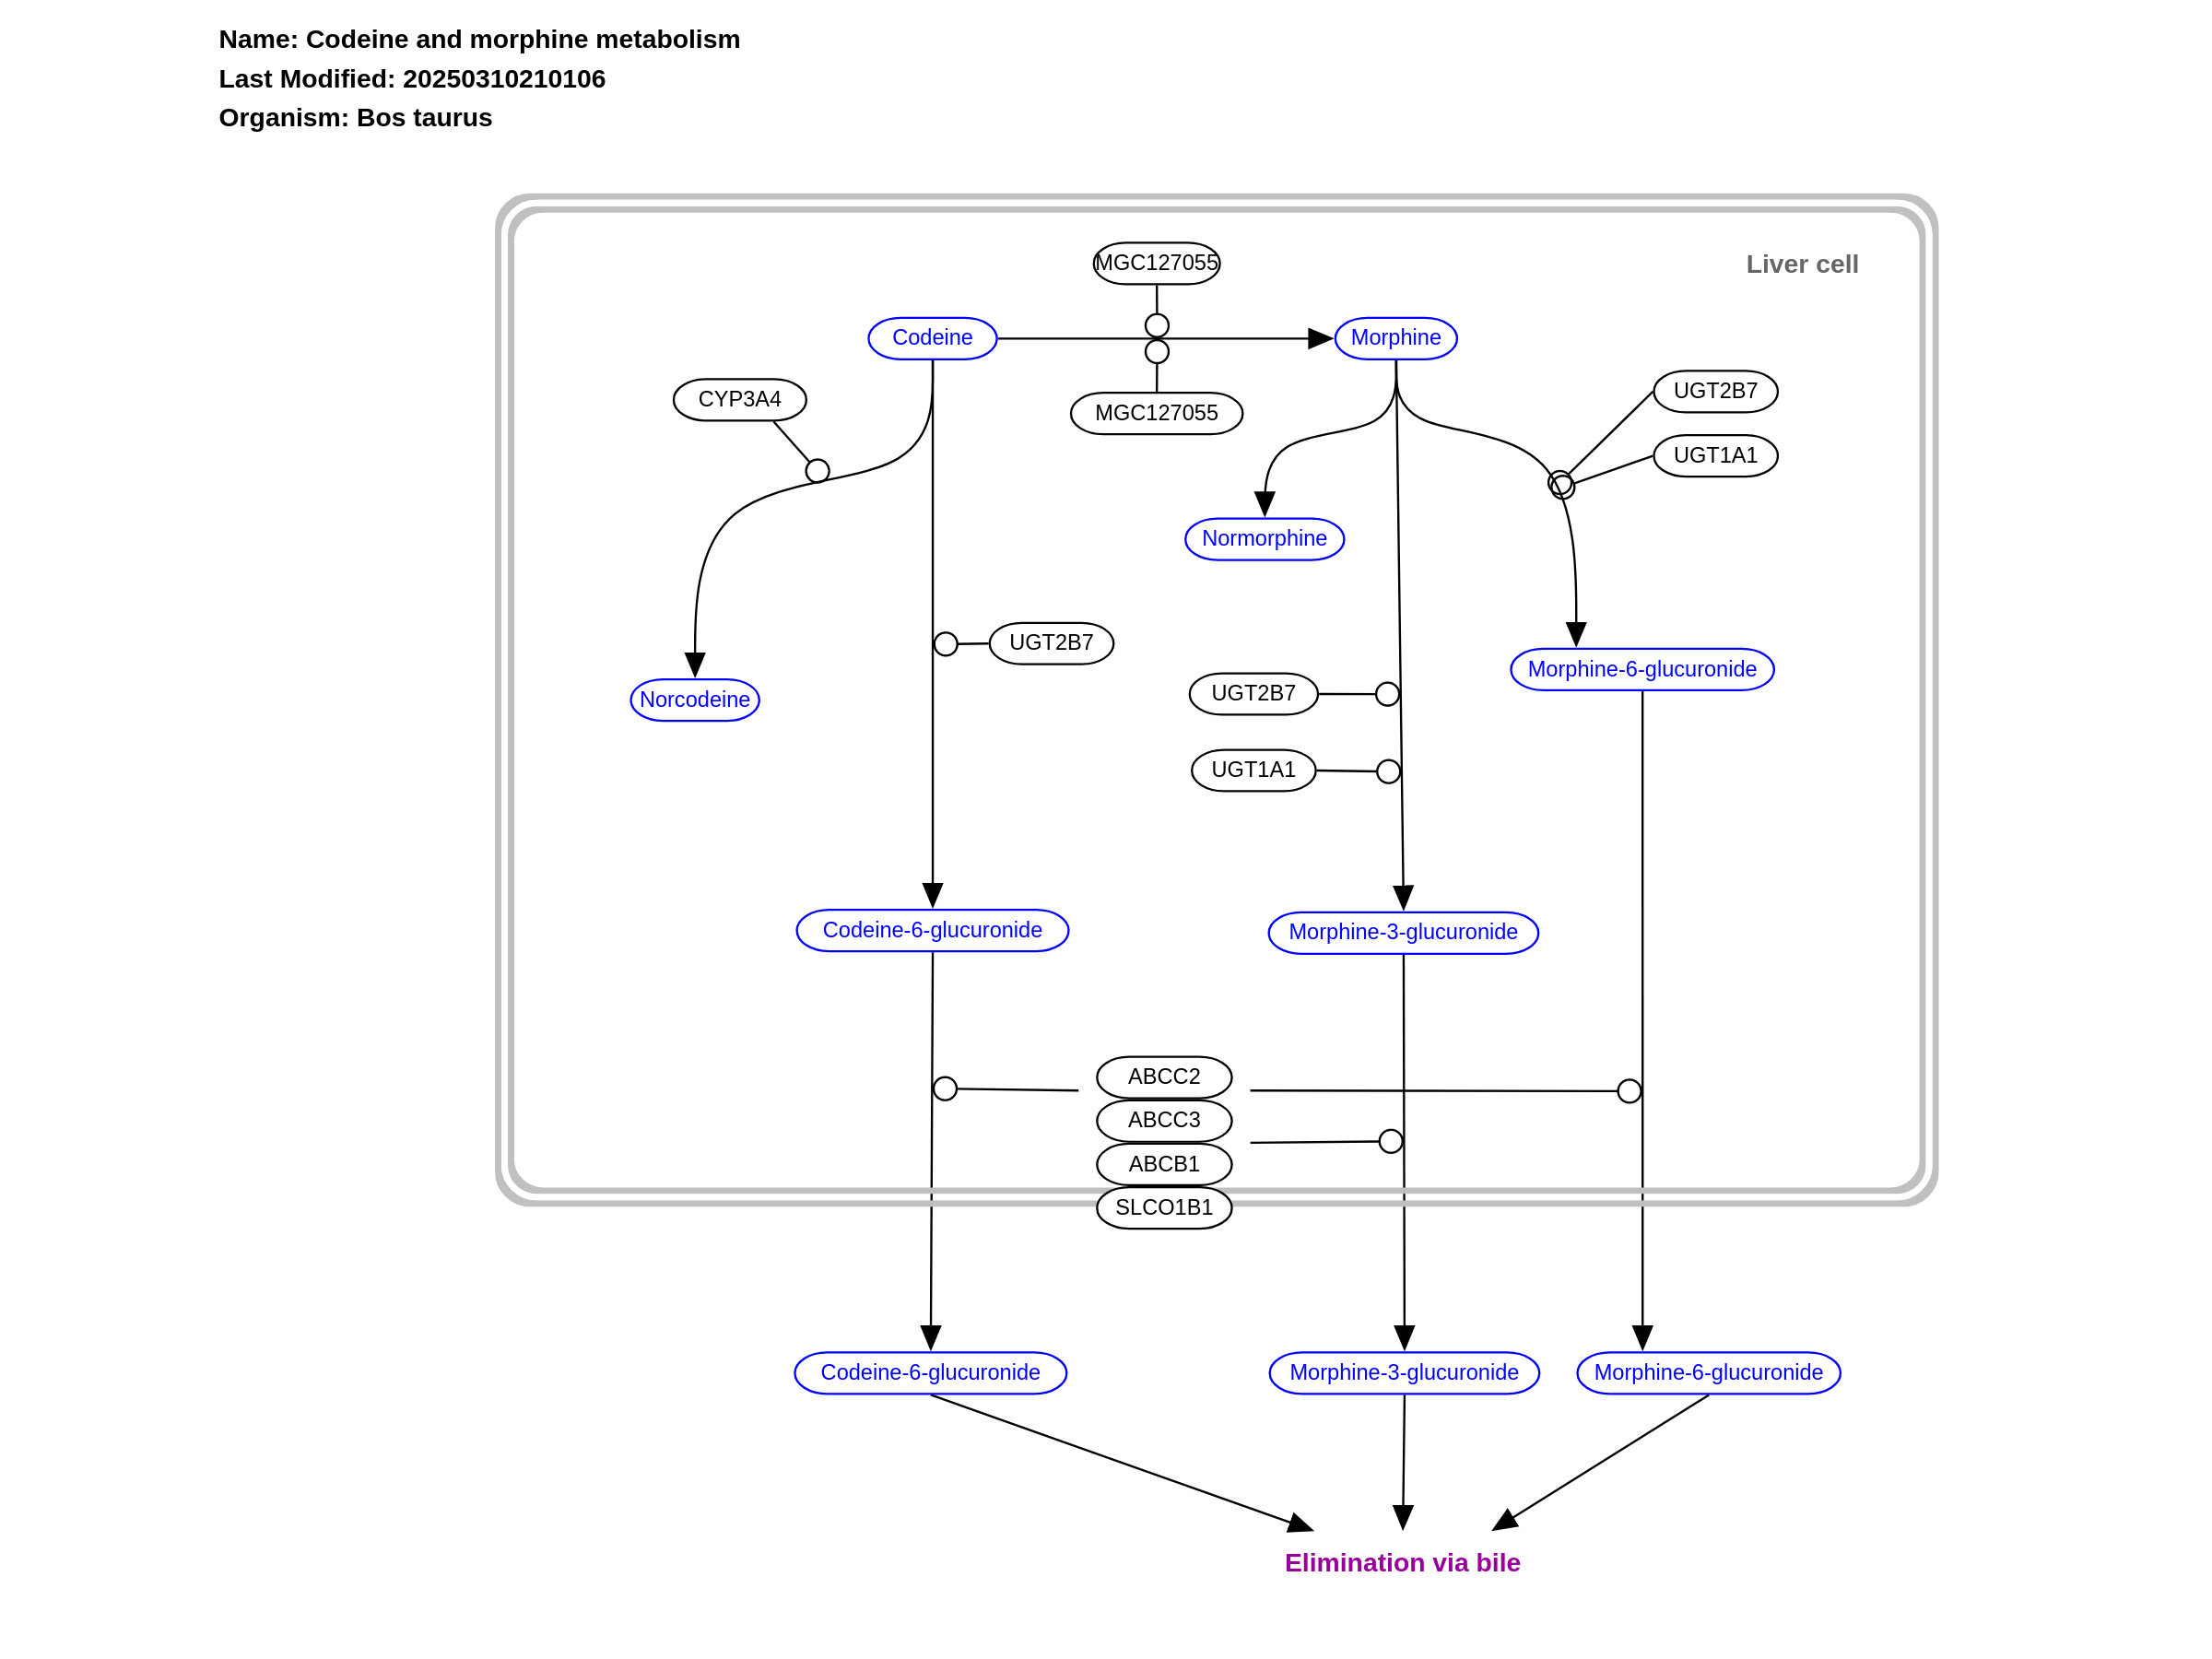 Name: Codeine and morphine metabolism
Last Modified: 20250310210106
Organism: Bos taurus
MGC127055
Liver cell
Codeine
Morphine
CYP3A4
MGC127055
UGT2B7
UGT1A1
Normorphine
UGT2B7
Morphine-6-glucuronide
UGT2B7
Norcodeine
UGT1A1
Codeine-6-glucuronide
Morphine-3-glucuronide
ABCC2
ABCC3
ABCB1
SLCO1B1
Codeine-6-glucuronide
Morphine-3-glucuronide
Morphine-6-glucuronide
Elimination via bile